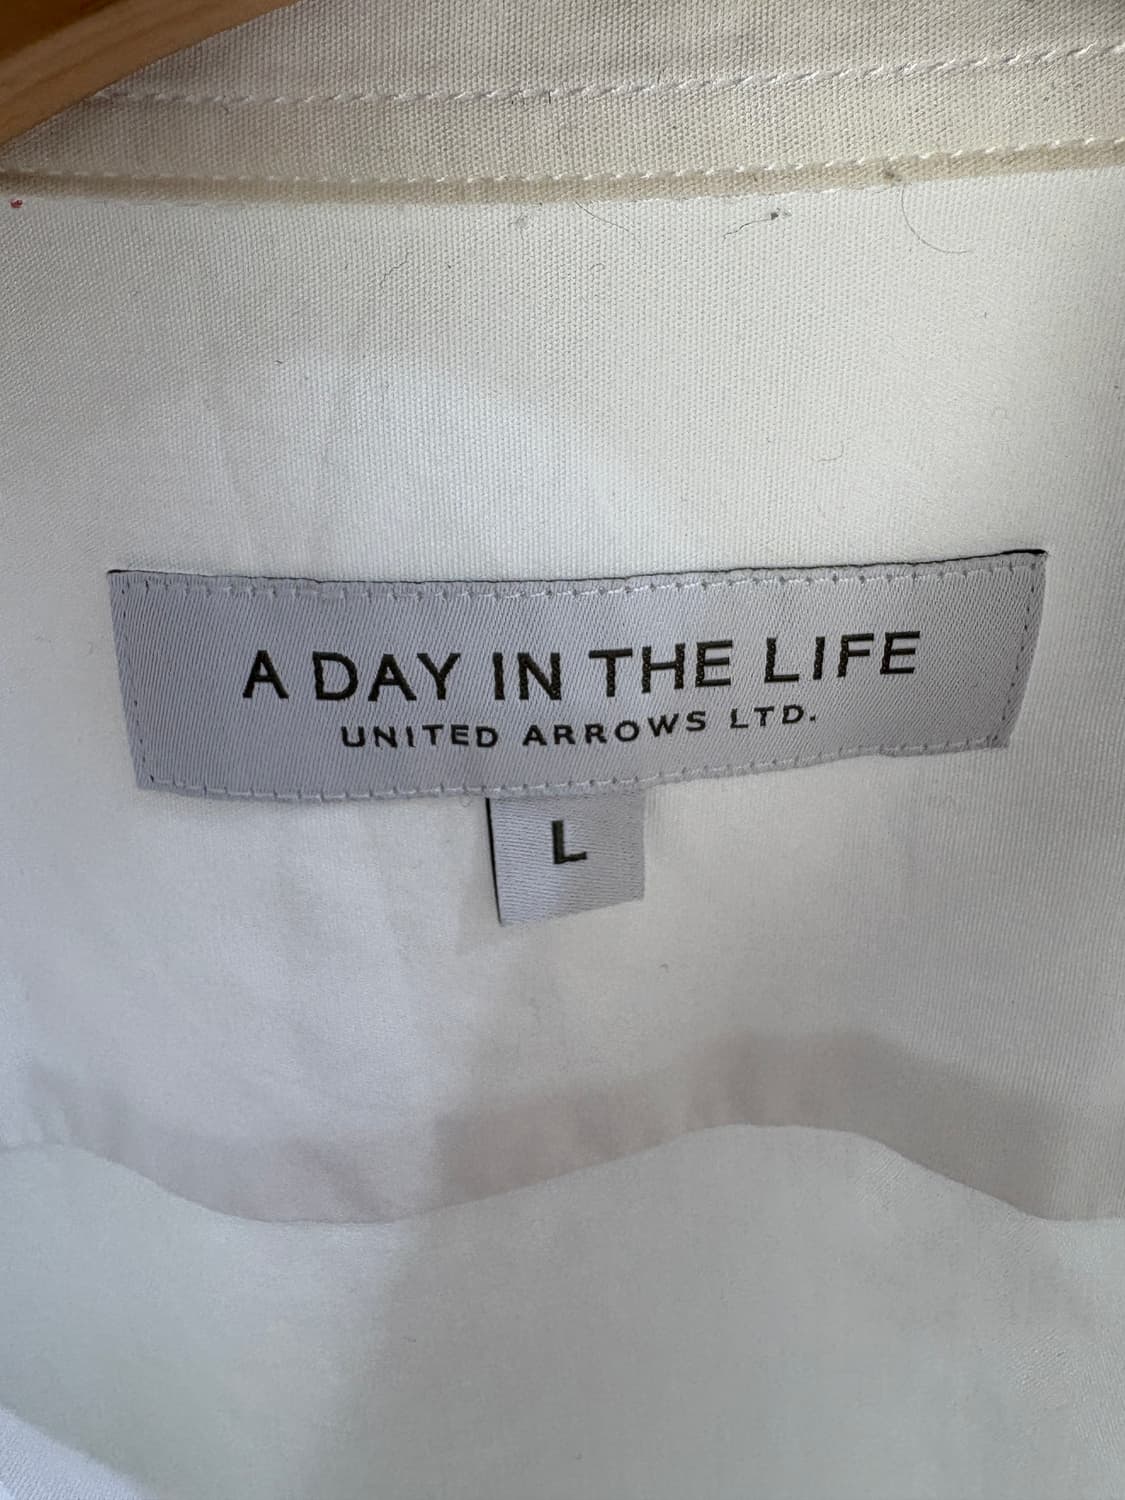 A DAY IN THE LIFE
UNITED ARROWS LTD.
L